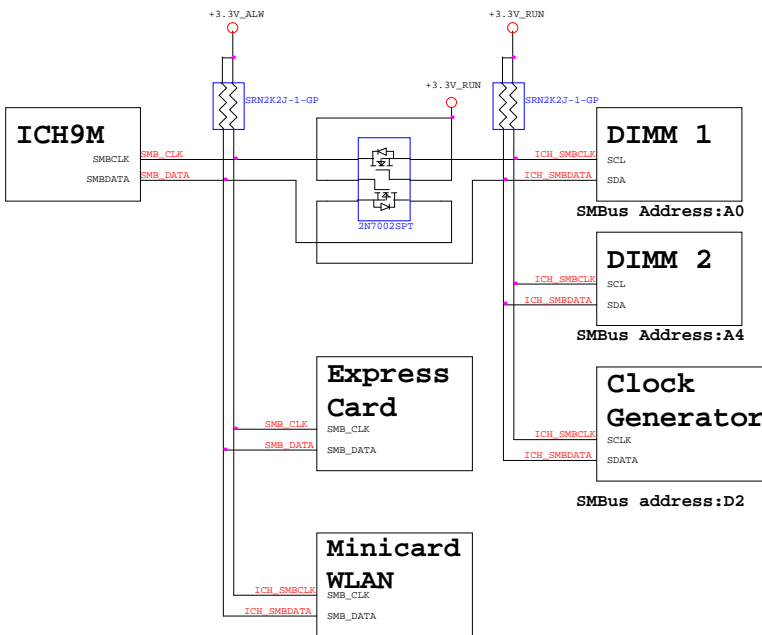 +3.3V_ALW
+3.3V_RUN
+3.3V_RUN
SRN2K2J-1-GP
SRN2K2J-1-GP
ICH9M
SMBCLK
SMB_CLK
SMBDATA
SMB_DATA
2N7002SPT
DIMM 1
ICH_SMBCLK
SCL
ICH_SMBDATA
SDA
SMBus Address:A0
DIMM 2
ICH_SMBCLK
SCL
ICH_SMBDATA
SDA
SMBus Address:A4
Express
Card
SMB_CLK
SMB_CLK
SMB_DATA
SMB_DATA
Clock
Generator
ICH_SMBCLK
SCLK
ICH_SMBDATA
SDATA
SMBus address:D2
Minicard
WLAN
ICH_SMBCLK
SMB_CLK
ICH_SMBDATA
SMB_DATA